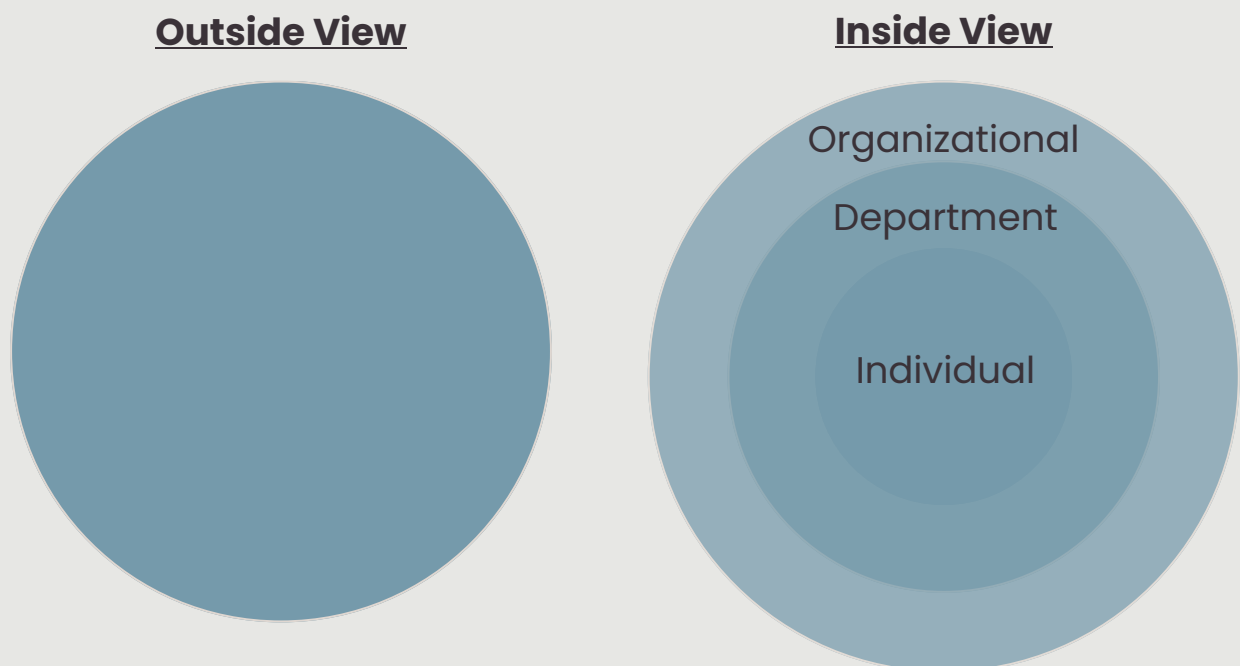 Outside View
Inside View
Organizational
Department
Individual